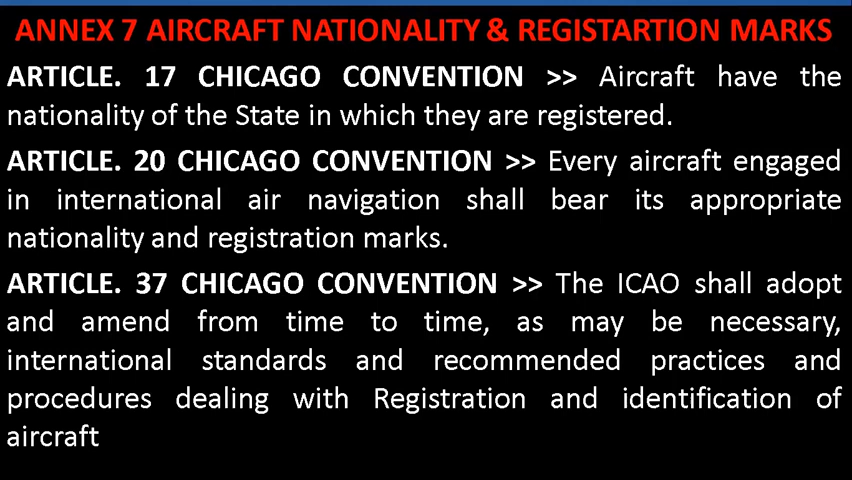 ANNEX 7 AIRCRAFT NATIONALITY & REGISTARTION MARKS
ARTICLE. 17 CHICAGO CONVENTION >> Aircraft have the
nationality of the State in which they are registered.
ARTICLE. 20 CHICAGO CONVENTION >> Every aircraft engaged
in international air navigation shall bear its appropriate
nationality and registration marks.
ARTICLE. 37 CHICAGO CONVENTION >> The ICAO shall adopt
and amend from time to time, as may be necessary,
international standards and recommended practices and
procedures dealing with Registration and identification of
aircraft